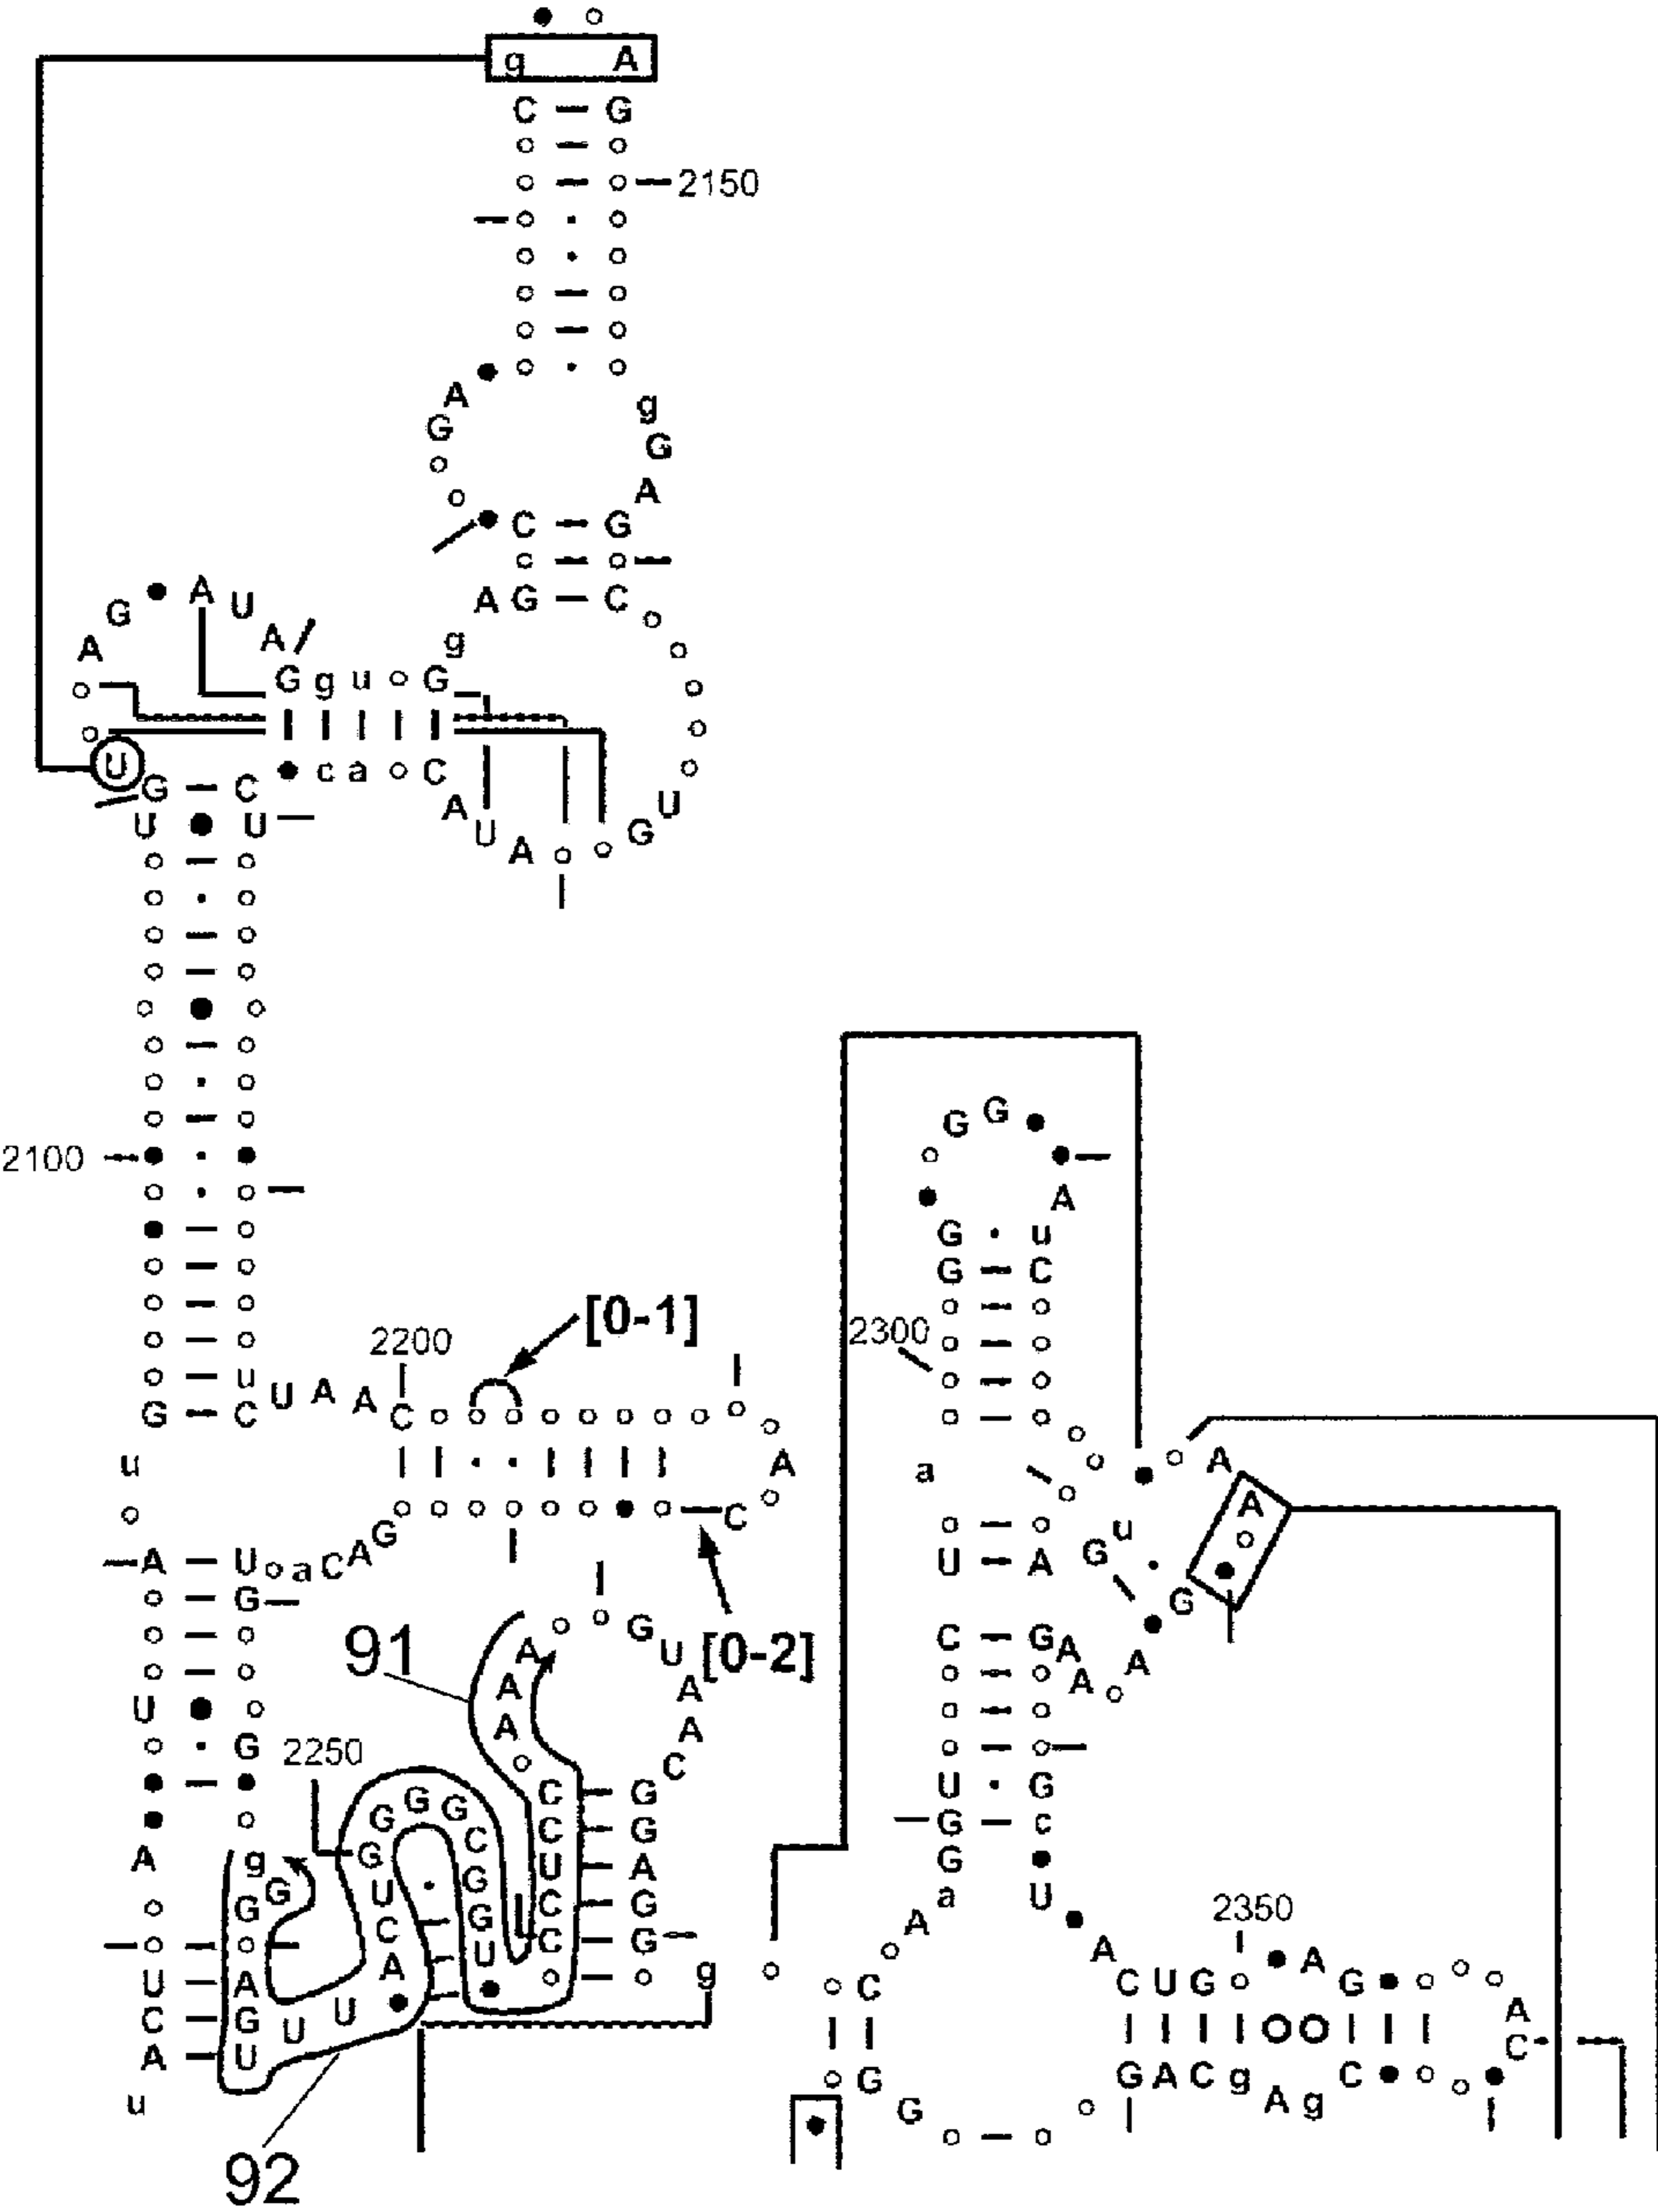 g A
C G
2150
A g
G G
A
C G
A G C
G A U
A A g
G g u G
U c a C
G C A U
U U U A G
2100
G G
A
G u
G C
[0-1]
2200 2300
u U A A C
G C
u a A A
A C
u
A U a C A G G U A
G
[0-2]
91 A G U C G A
A A A A
U A
A
G C
2250 U G
C G
G G G C G G c
A g G C U A G
G G U G C C G a U
2350
C U C G A A
U A A U C G g C C U G A G
C G U U A
A U C
u G G A C g A g C
G
92